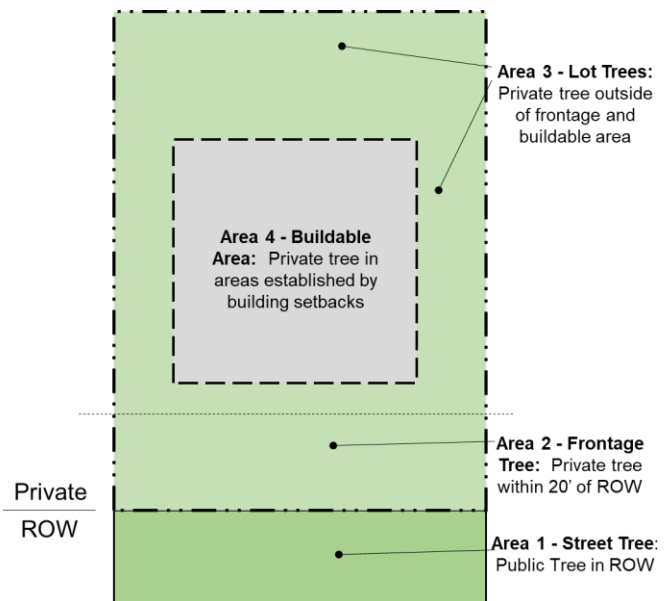 Area 3 - Lot Trees:
Private tree outside
of frontage and
buildable area
Area 4 - Buildable
Area: Private tree in
areas established by
building setbacks
Area 2 - Frontage
Tree: Private tree
within 20' of ROW
Private
ROW
Area 1 - Street Tree:
Public Tree in ROW